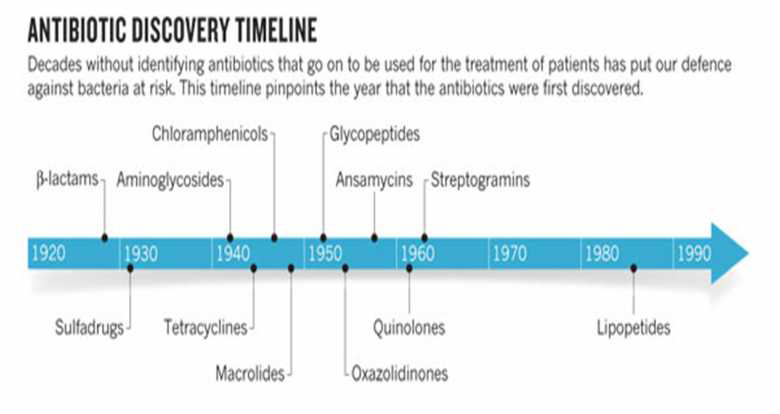 ANTIBIOTIC DISCOVERY TIMELINE
Decades without identifying antibiotics that go on to be used for the treatment of patients has put our defence
against bacteria at risk. This timeline pinpoints the year that the antibiotics were first discovered.
Chloramphenicols Glycopeptides
β-lactams Aminoglycosides Ansamycins Streptogramins
1920 1930 1940 1950 1960 1970 1980 1990
Sulfadrugs Tetracyclines Quinolones Lipopetides
Macrolides Oxazolidinones